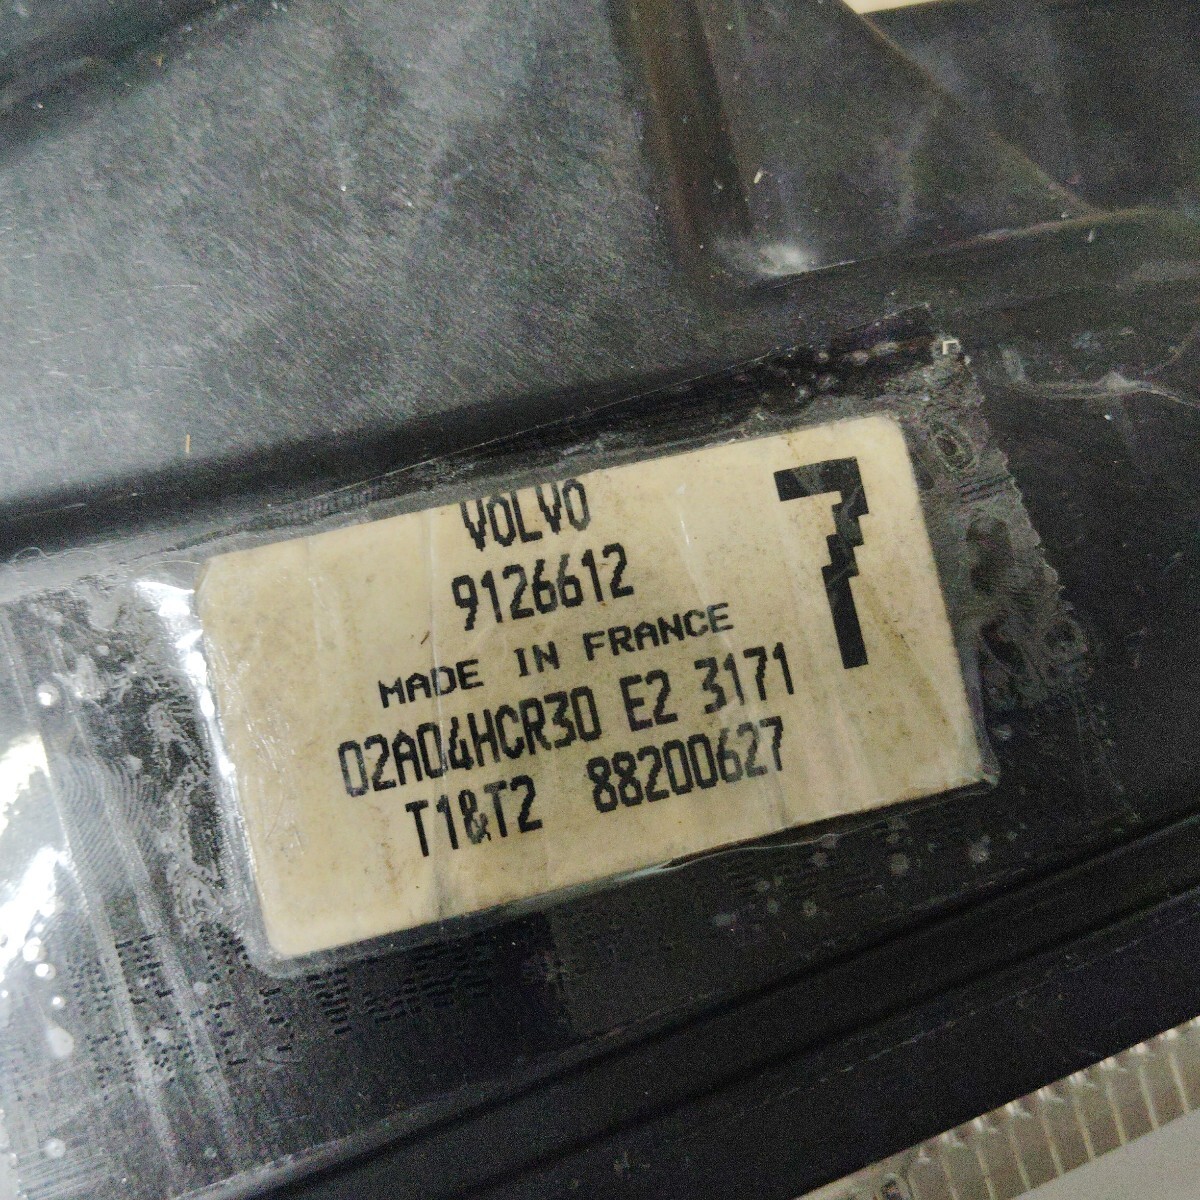 VOLVO
9126612
MADE IN FRANCE
02A04HCR30 E2 3171
T1&T2 88200627
7